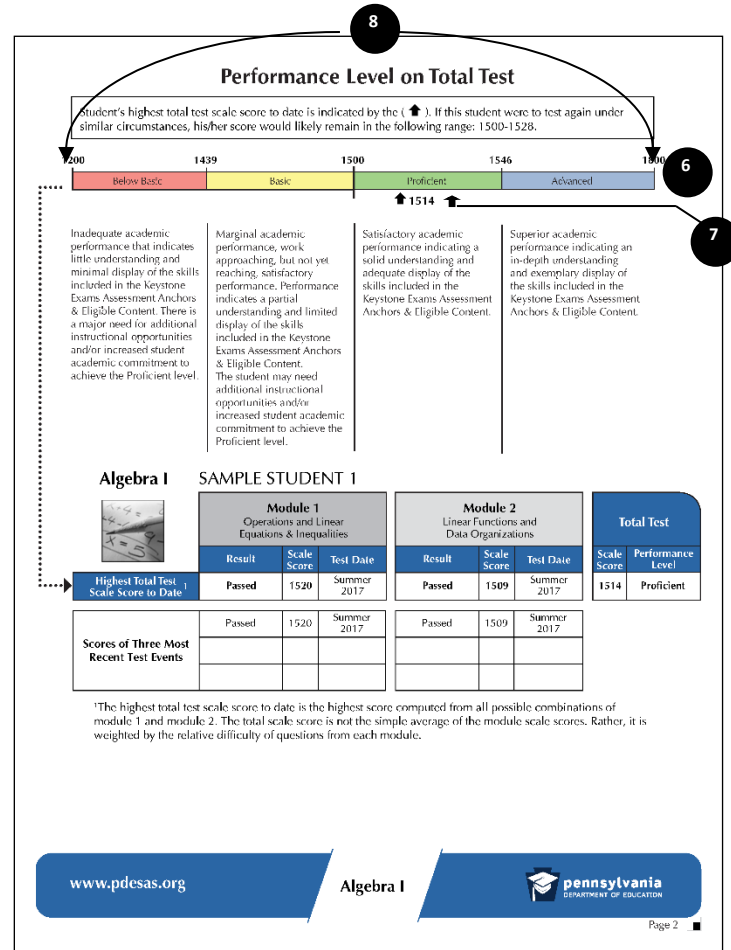 8
Performance Level on Total Test
Student's highest total test scale score to date is indicated by the ( ⬆ ). If this student were to test again under
similar circumstances, his/her score would likely remain in the following range: 1500-1528.
1200 1439 1500 1546 1800
6
Below Basic Basic Proficient Advanced
⬆ 1514 ⬆
7
Inadequate academic
performance that indicates
little understanding and
minimal display of the skills
included in the Keystone
Exams Assessment Anchors
& Eligible Content. There is
a major need for additional
instructional opportunities
and/or increased student
academic commitment to
achieve the Proficient level.
Marginal academic
performance, work
approaching, but not yet
reaching, satisfactory
performance. Performance
indicates a partial
understanding and limited
display of the skills
included in the Keystone
Exams Assessment Anchors
& Eligible Content.
The student may need
additional instructional
opportunities and/or
increased student academic
commitment to achieve the
Proficient level.
Satisfactory academic
performance indicating a
solid understanding and
adequate display of the
skills included in the
Keystone Exams Assessment
Anchors & Eligible Content.
Superior academic
performance indicating an
in-depth understanding
and exemplary display of
the skills included in the
Keystone Exams Assessment
Anchors & Eligible Content.
Algebra I SAMPLE STUDENT 1
Module 1
Operations and Linear
Equations & Inequalities
Module 2
Linear Functions and
Data Organizations
Total Test
Result Scale Score Test Date Result Scale Score Test Date Scale Score Performance Level
Highest Total Test
Scale Score to Date 1
Passed 1520 Summer 2017 Passed 1509 Summer 2017 1514 Proficient
Scores of Three Most
Recent Test Events
Passed 1520 Summer 2017 Passed 1509 Summer 2017
¹The highest total test scale score to date is the highest score computed from all possible combinations of
module 1 and module 2. The total scale score is not the simple average of the module scale scores. Rather, it is
weighted by the relative difficulty of questions from each module.
www.pdesas.org
Algebra I
pennsylvania
DEPARTMENT OF EDUCATION
Page 2